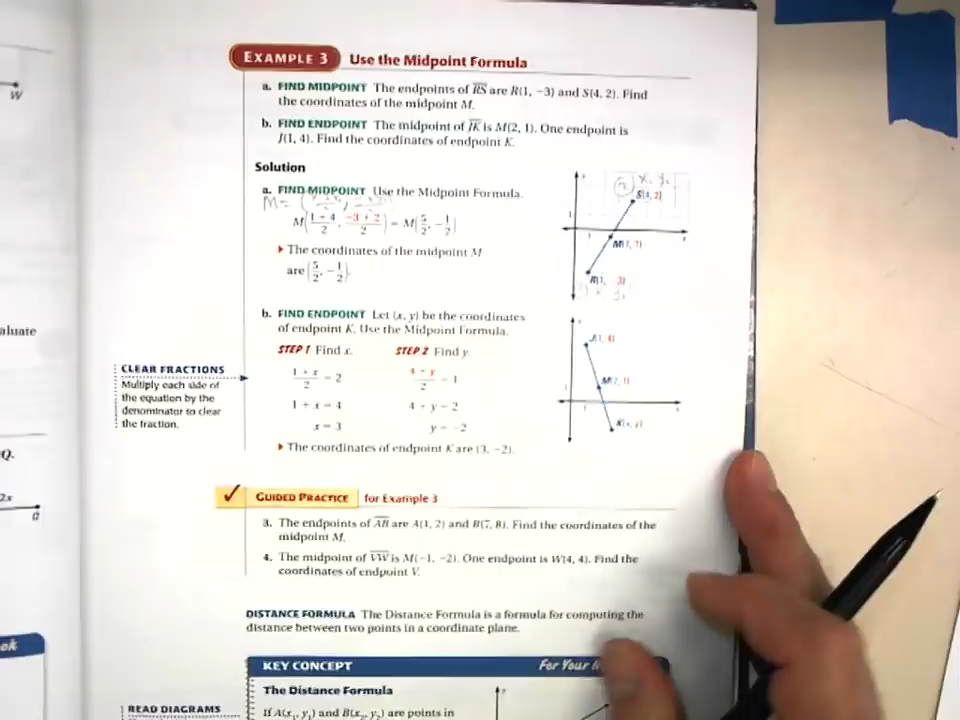 W
EXAMPLE 3 Use the Midpoint Formula
a. FIND MIDPOINT The endpoints of RS are R(1, −3) and S(4, 2). Find
the coordinates of the midpoint M.
b. FIND ENDPOINT The midpoint of JK is M(2, 1). One endpoint is
J(1, 4). Find the coordinates of endpoint K.
Solution
a. FIND MIDPOINT Use the Midpoint Formula.
M =
M(1 + 4/2, −3 + 2/2) = M(5/2, −1/2)
The coordinates of the midpoint M
are (5/2, −1/2).
S(4, 2)
b. FIND ENDPOINT Let (x, y) be the coordinates
of endpoint K. Use the Midpoint Formula.
STEP 1 Find x. STEP 2 Find y.
1 + x/2 = 2 4 + y/2 = 1
1 + x = 4 4 + y = 2
x = 3 y = −2
The coordinates of endpoint K are (3, −2).
J(1, 4)
M(2, 1)
K(x, y)
aluate
CLEAR FRACTIONS
Multiply each side of
the equation by the
denominator to clear
the fraction.
Q.
2x
GUIDED PRACTICE for Example 3
3. The endpoints of AB are A(1, 2) and B(7, 8). Find the coordinates of the
midpoint M.
4. The midpoint of VW is M(−1, −2). One endpoint is W(4, 4). Find the
coordinates of endpoint V.
DISTANCE FORMULA The Distance Formula is a formula for computing the
distance between two points in a coordinate plane.
ok
KEY CONCEPT For Your
The Distance Formula
READ DIAGRAMS
If A(x₁, y₁) and B(x₂, y₂) are points in